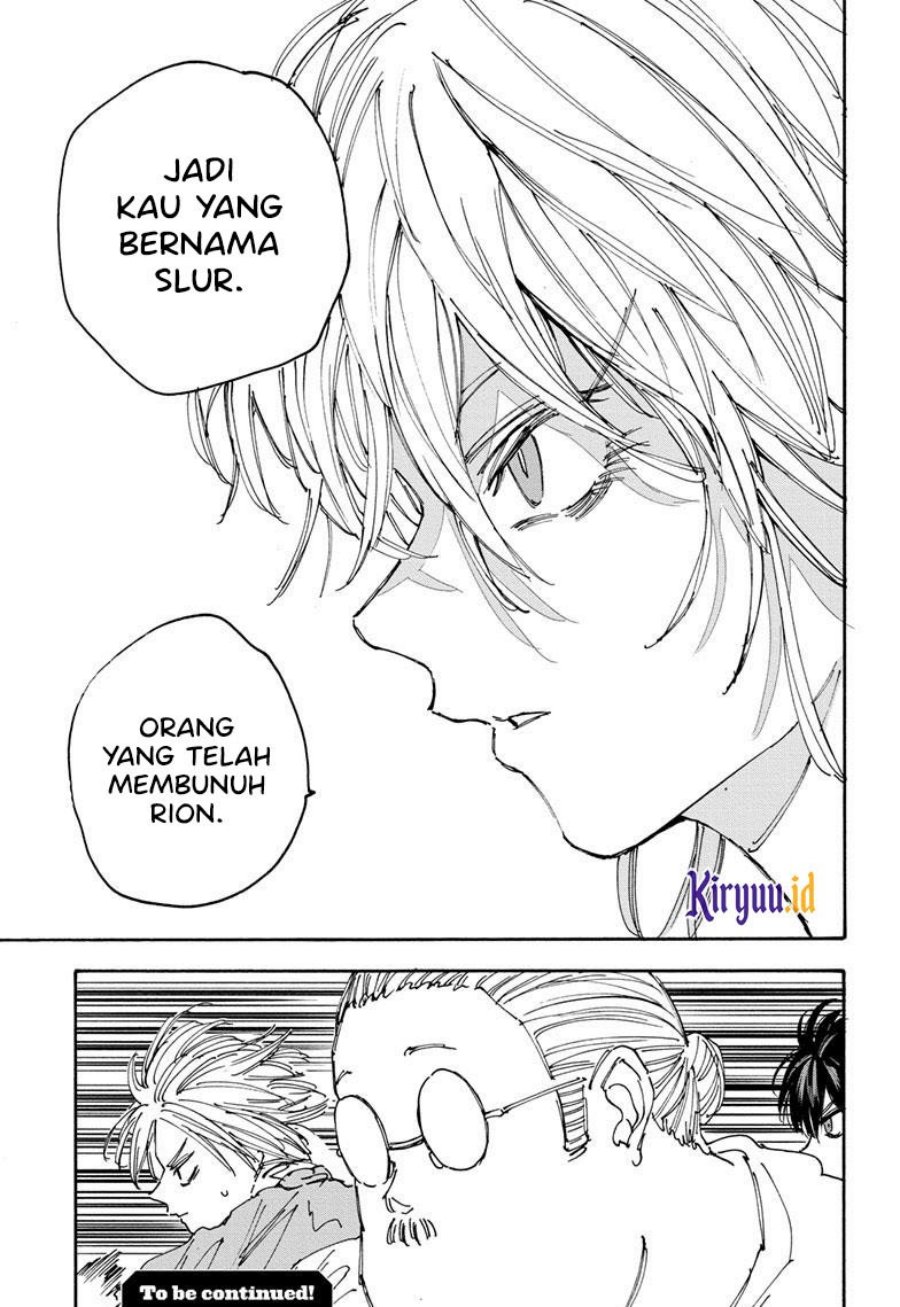 JADI
KAU YANG
BERNAMA
SLUR.
ORANG
YANG TELAH
MEMBUNUH
RION.
Kiryuu.id
To be continued!